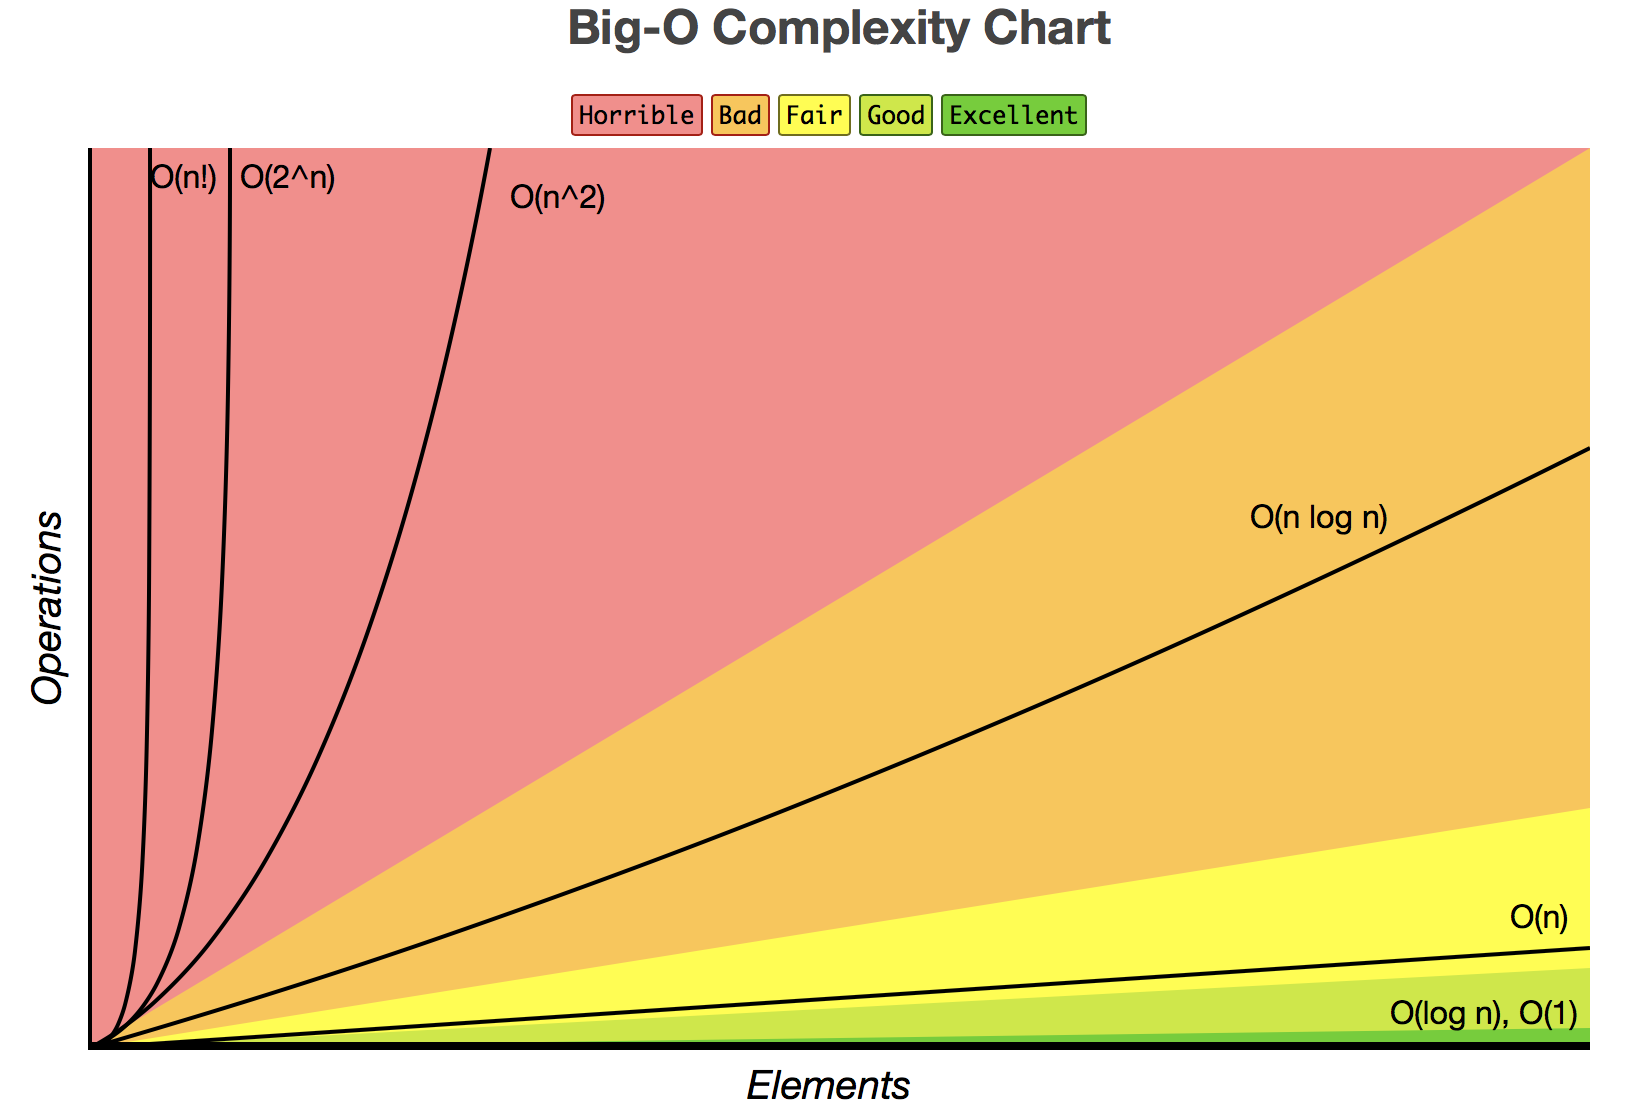 Big-O Complexity Chart
Horrible Bad Fair Good Excellent
O(n!) O(2^n)
O(n^2)
O(n log n)
O(n)
O(log n), O(1)
Operations
Elements